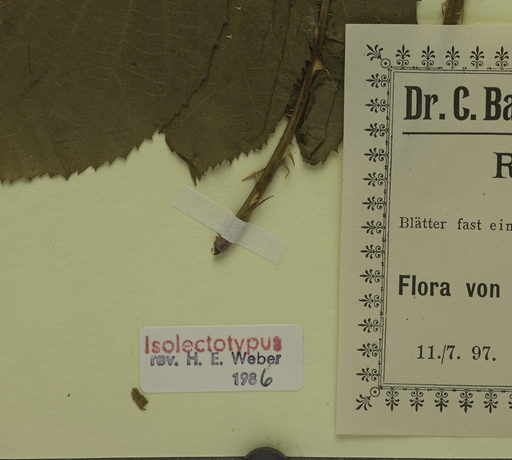 Dr. C. Ba
R
Blätter fast ein
Flora von
11./7. 97.
Isolectotypus
rev. H. E. Weber
1986